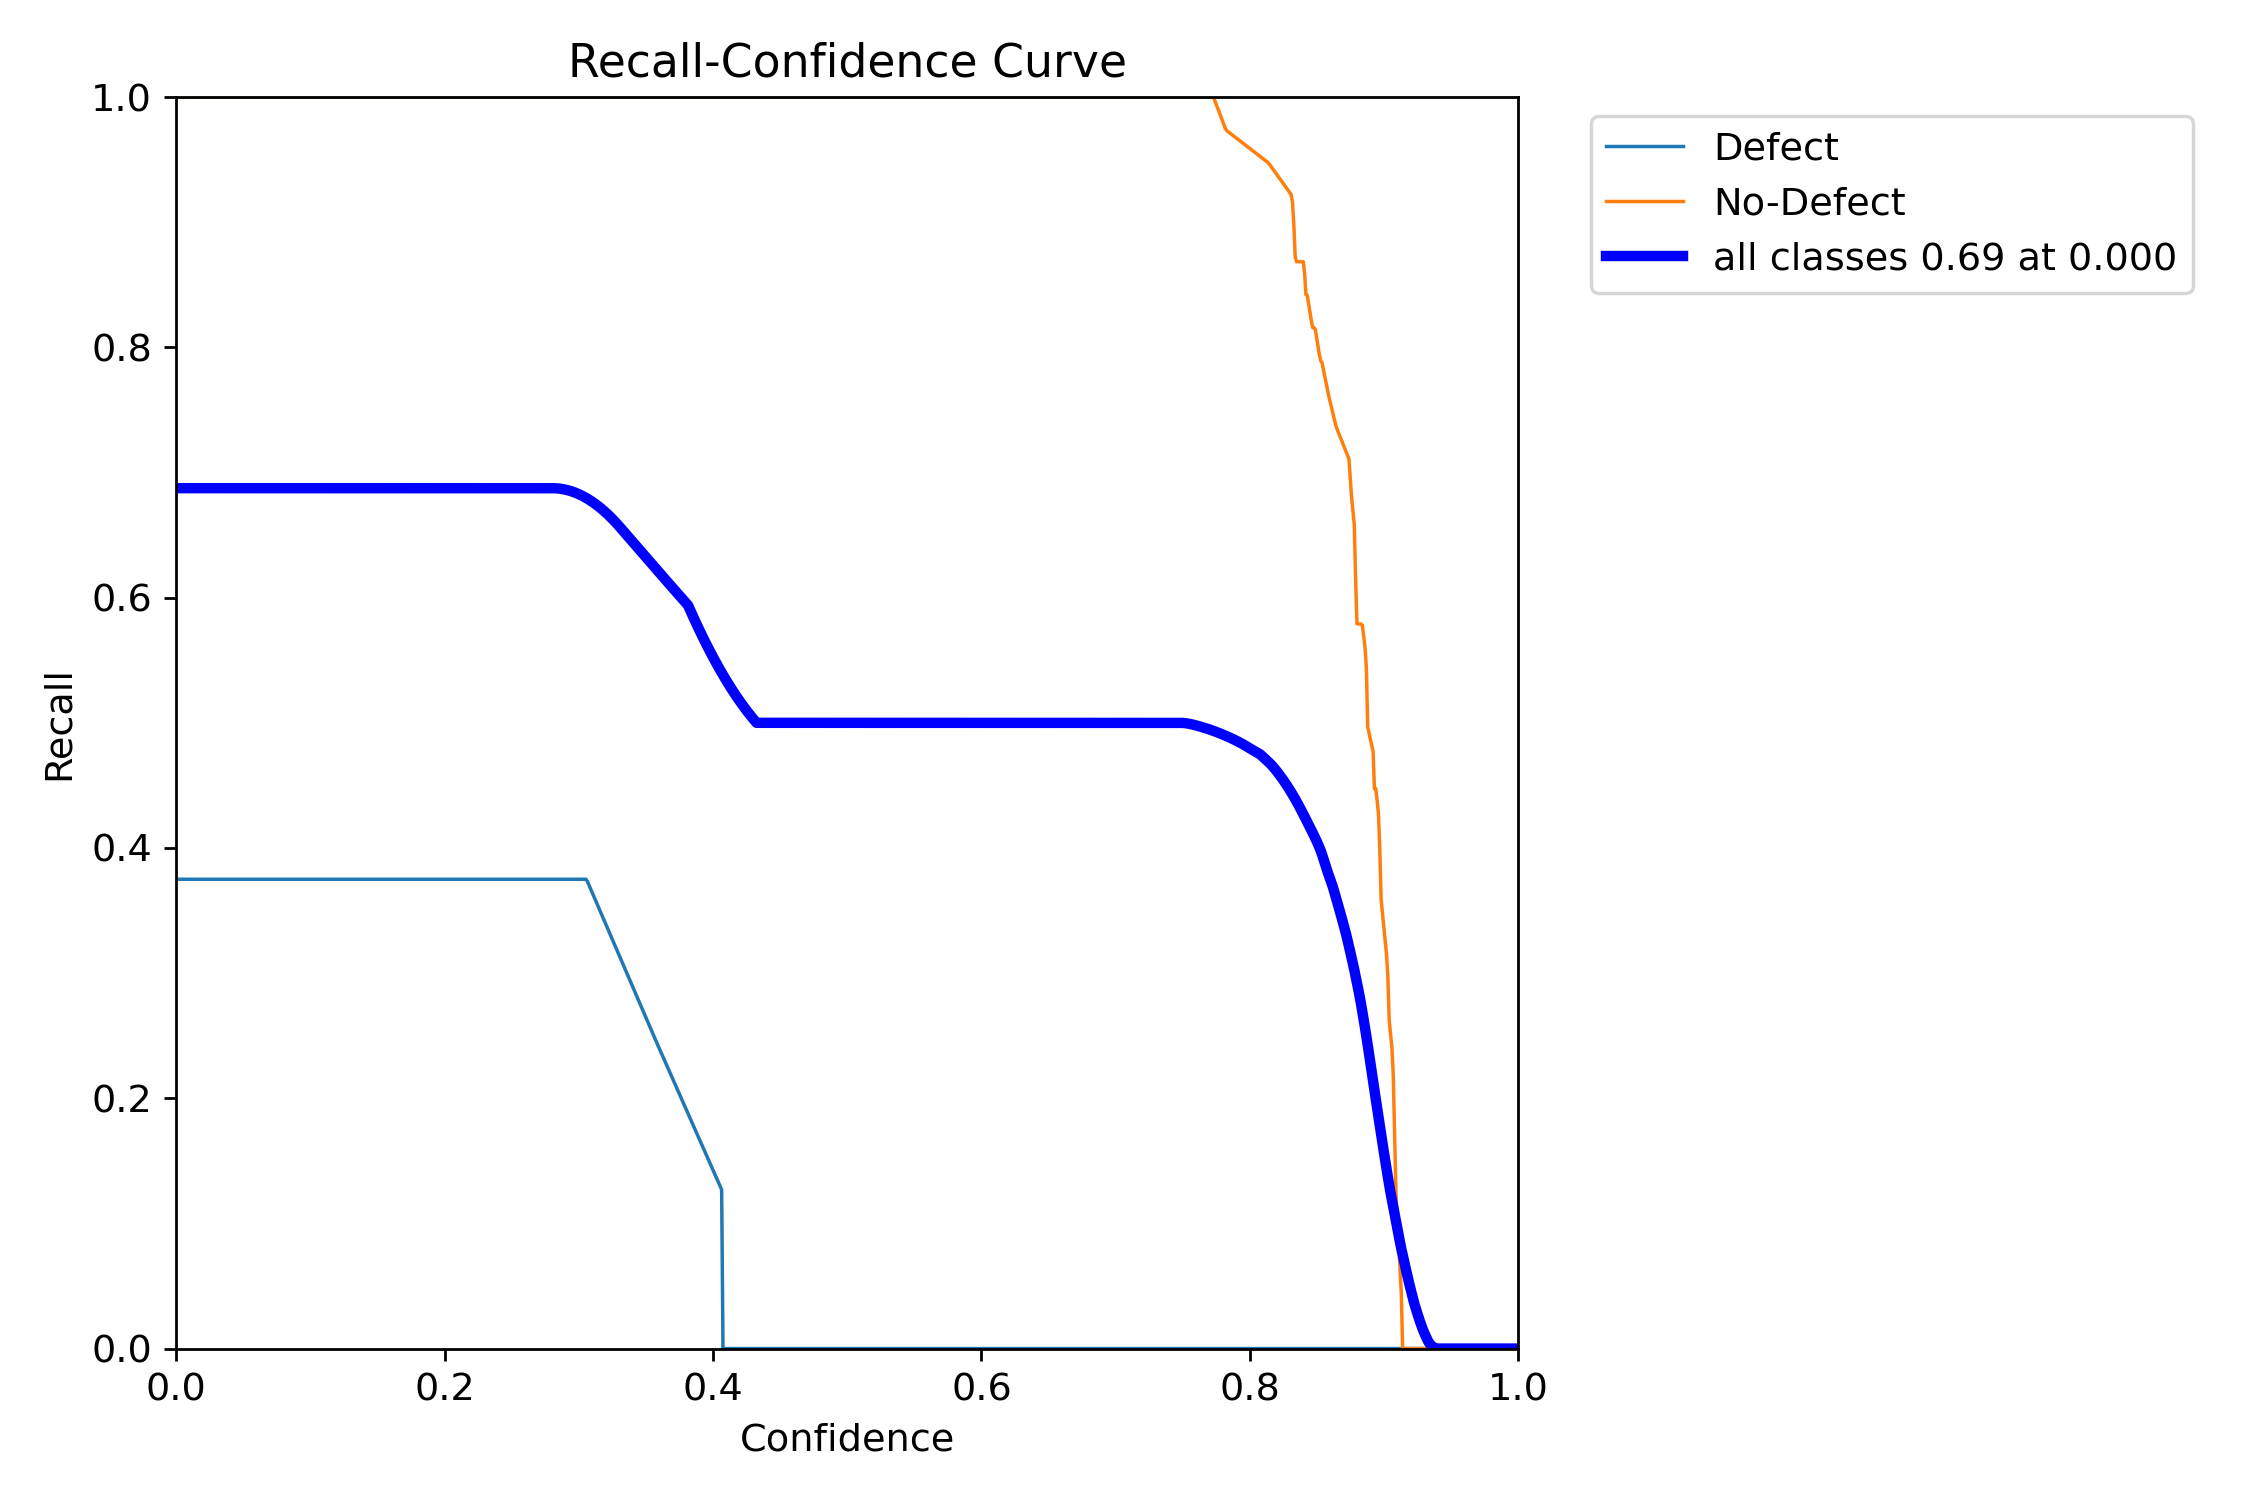 Recall-Confidence Curve
1.0
0.8
0.6
0.4
0.2
0.0
Recall
0.0 0.2 0.4 0.6 0.8 1.0
Confidence
Defect
No-Defect
all classes 0.69 at 0.000